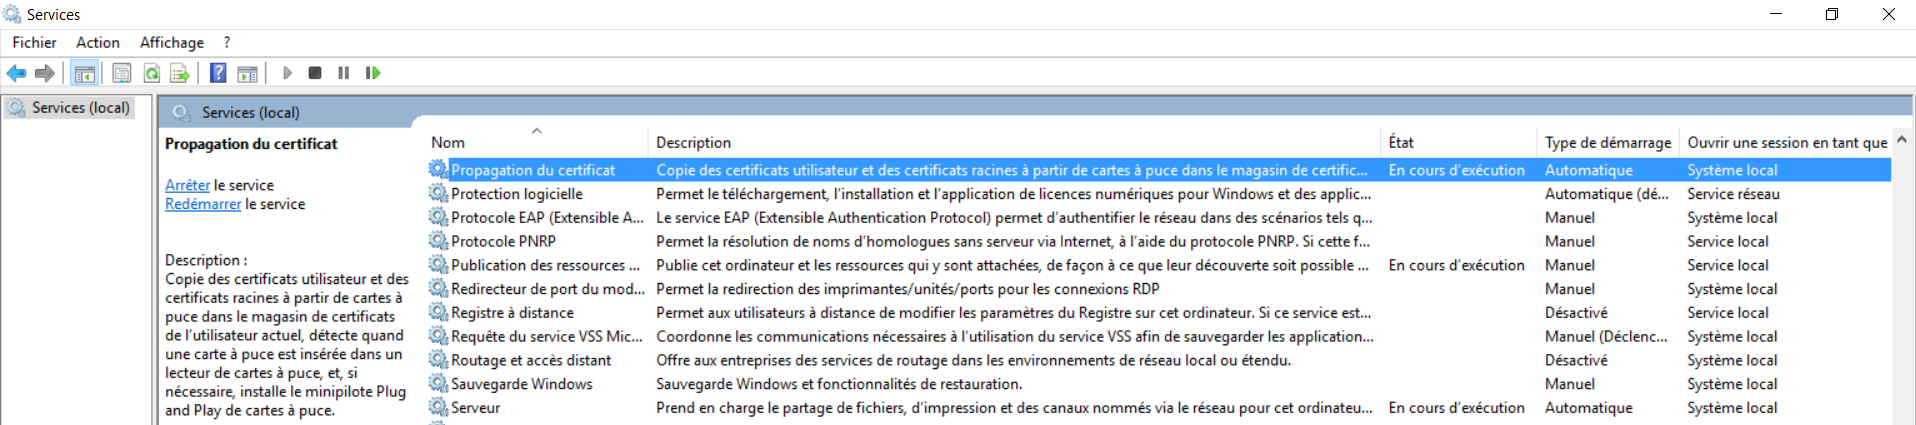 Services
Fichier Action Affichage ?
Services (local)
Services (local)
Propagation du certificat
Arrêter le service
Redémarrer le service
Description :
Copie des certificats utilisateur et des
certificats racines à partir de cartes à
puce dans le magasin de certificats
de l'utilisateur actuel, détecte quand
une carte à puce est insérée dans un
lecteur de cartes à puce, et, si
nécessaire, installe le minipilote Plug
and Play de cartes à puce.
Nom Description État Type de démarrage Ouvrir une session en tant que
Propagation du certificat Copie des certificats utilisateur et des certificats racines à partir de cartes à puce dans le magasin de certific... En cours d'exécution Automatique Système local
Protection logicielle Permet le téléchargement, l'installation et l'application de licences numériques pour Windows et des applic... Automatique (dé... Service réseau
Protocole EAP (Extensible A... Le service EAP (Extensible Authentication Protocol) permet d'authentifier le réseau dans des scénarios tels q... Manuel Système local
Protocole PNRP Permet la résolution de noms d'homologues sans serveur via Internet, à l'aide du protocole PNRP. Si cette f... Manuel Service local
Publication des ressources ... Publie cet ordinateur et les ressources qui y sont attachées, de façon à ce que leur découverte soit possible ... En cours d'exécution Manuel Service local
Redirecteur de port du mod... Permet la redirection des imprimantes/unités/ports pour les connexions RDP Manuel Système local
Registre à distance Permet aux utilisateurs à distance de modifier les paramètres du Registre sur cet ordinateur. Si ce service est... Désactivé Service local
Requête du service VSS Mic... Coordonne les communications nécessaires à l'utilisation du service VSS afin de sauvegarder les application... Manuel (Déclenc... Système local
Routage et accès distant Offre aux entreprises des services de routage dans les environnements de réseau local ou étendu. Désactivé Système local
Sauvegarde Windows Sauvegarde Windows et fonctionnalités de restauration. Manuel Système local
Serveur Prend en charge le partage de fichiers, d'impression et des canaux nommés via le réseau pour cet ordinateu... En cours d'exécution Automatique Système local